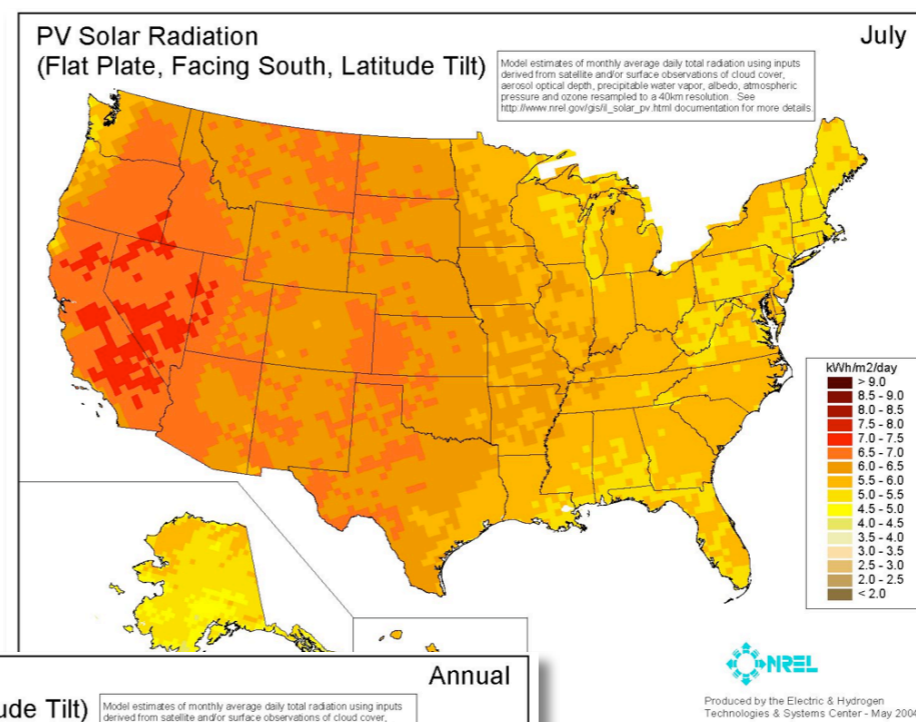 PV Solar Radiation
(Flat Plate, Facing South, Latitude Tilt)
July
Model estimates of monthly average daily total radiation using inputs
derived from satellite and/or surface observations of cloud cover,
aerosol optical depth, precipitable water vapor, albedo, atmospheric
pressure and ozone resampled to a 40km resolution. See
http://www.nrel.gov/gis/il_solar_pv.html documentation for more details.
kWh/m2/day
> 9.0
8.5 - 9.0
8.0 - 8.5
7.5 - 8.0
7.0 - 7.5
6.5 - 7.0
6.0 - 6.5
5.5 - 6.0
5.0 - 5.5
4.5 - 5.0
4.0 - 4.5
3.5 - 4.0
3.0 - 3.5
2.5 - 3.0
2.0 - 2.5
< 2.0
NREL
Produced by the Electric & Hydrogen
Technologies & Systems Center - May 2004
Annual
ude Tilt)
Model estimates of monthly average daily total radiation using inputs
derived from satellite and/or surface observations of cloud cover,